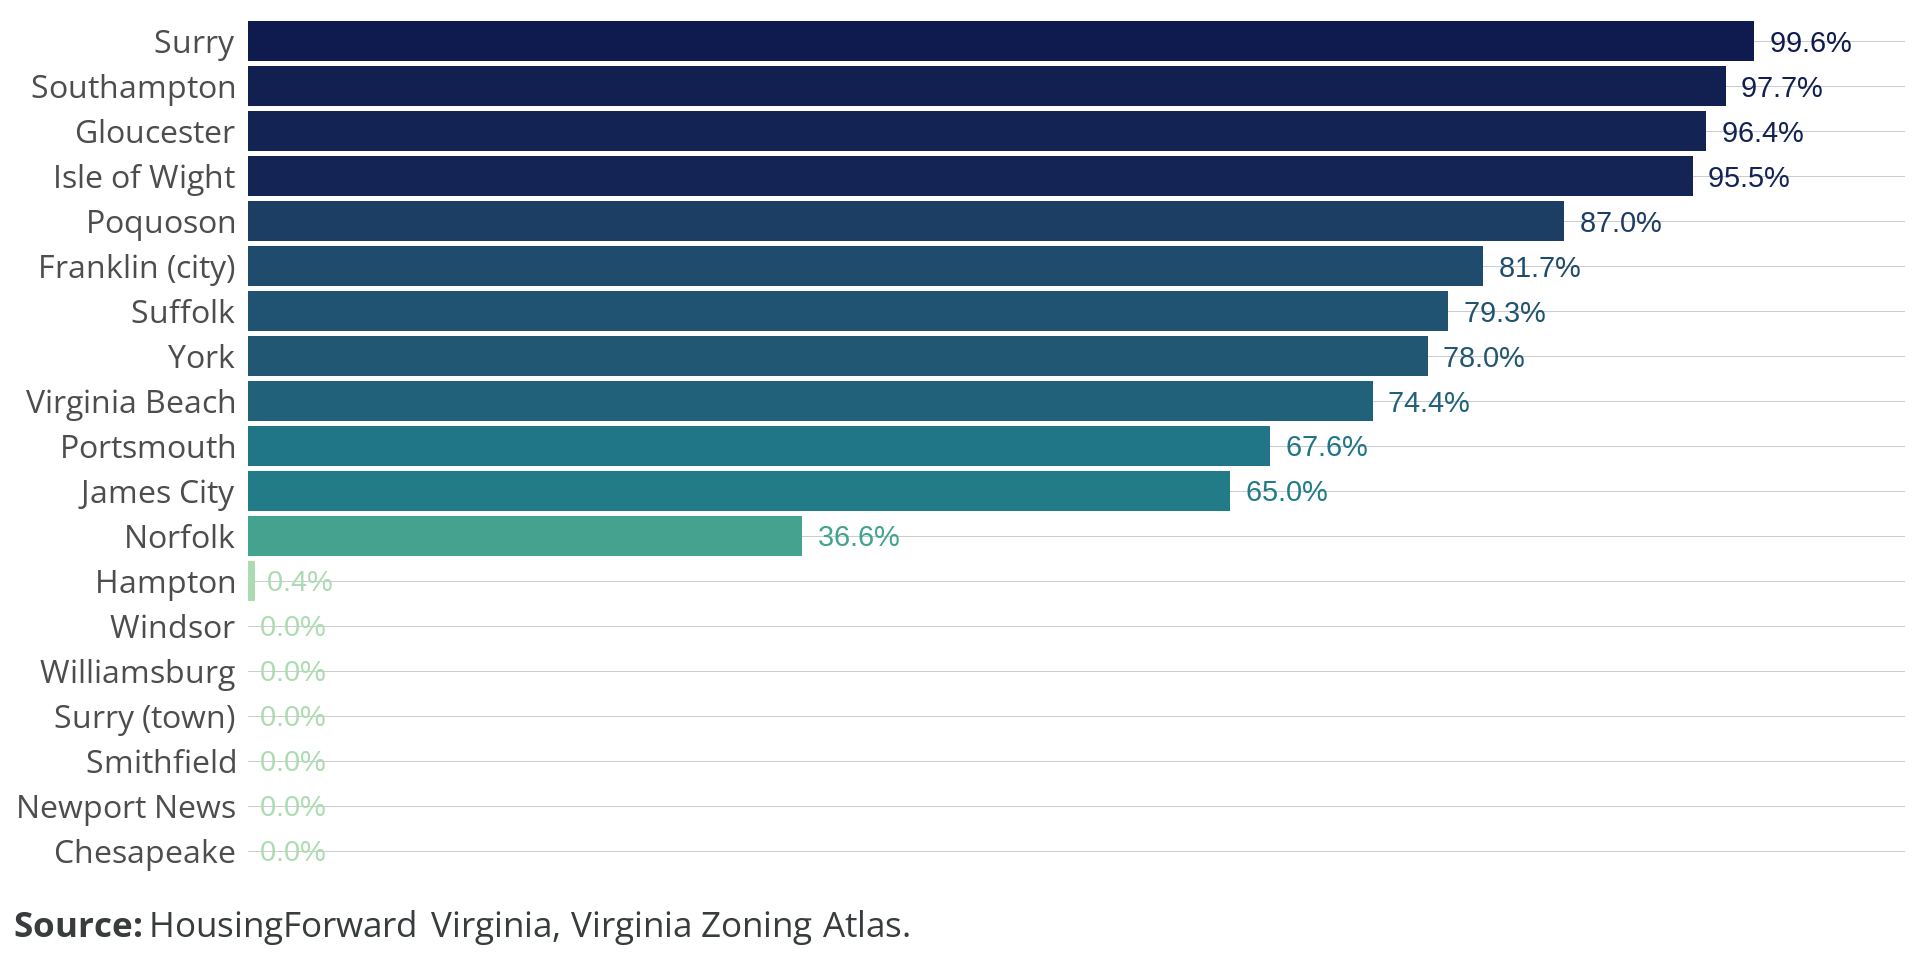 Surry 99.6%
Southampton 97.7%
Gloucester 96.4%
Isle of Wight 95.5%
Poquoson 87.0%
Franklin (city) 81.7%
Suffolk 79.3%
York 78.0%
Virginia Beach 74.4%
Portsmouth 67.6%
James City 65.0%
Norfolk 36.6%
Hampton 0.4%
Windsor 0.0%
Williamsburg 0.0%
Surry (town) 0.0%
Smithfield 0.0%
Newport News 0.0%
Chesapeake 0.0%
Source: HousingForward Virginia, Virginia Zoning Atlas.